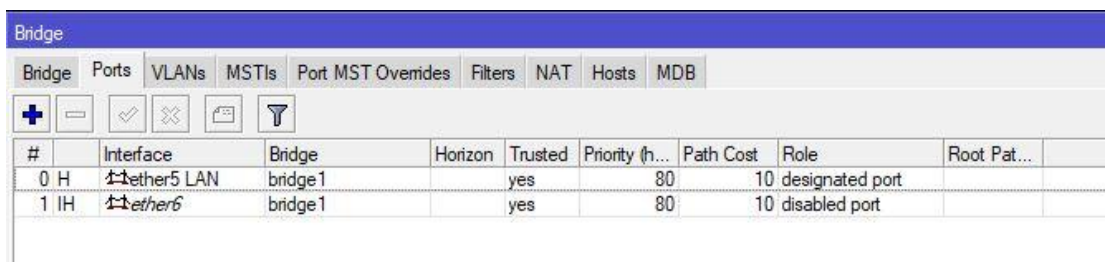 Bridge
Bridge Ports VLANs MSTIs Port MST Overrides Filters NAT Hosts MDB
# Interface Bridge Horizon Trusted Priority (h... Path Cost Role Root Pat...
0 H ether5 LAN bridge1 yes 80 10 designated port
1 IH ether6 bridge1 yes 80 10 disabled port